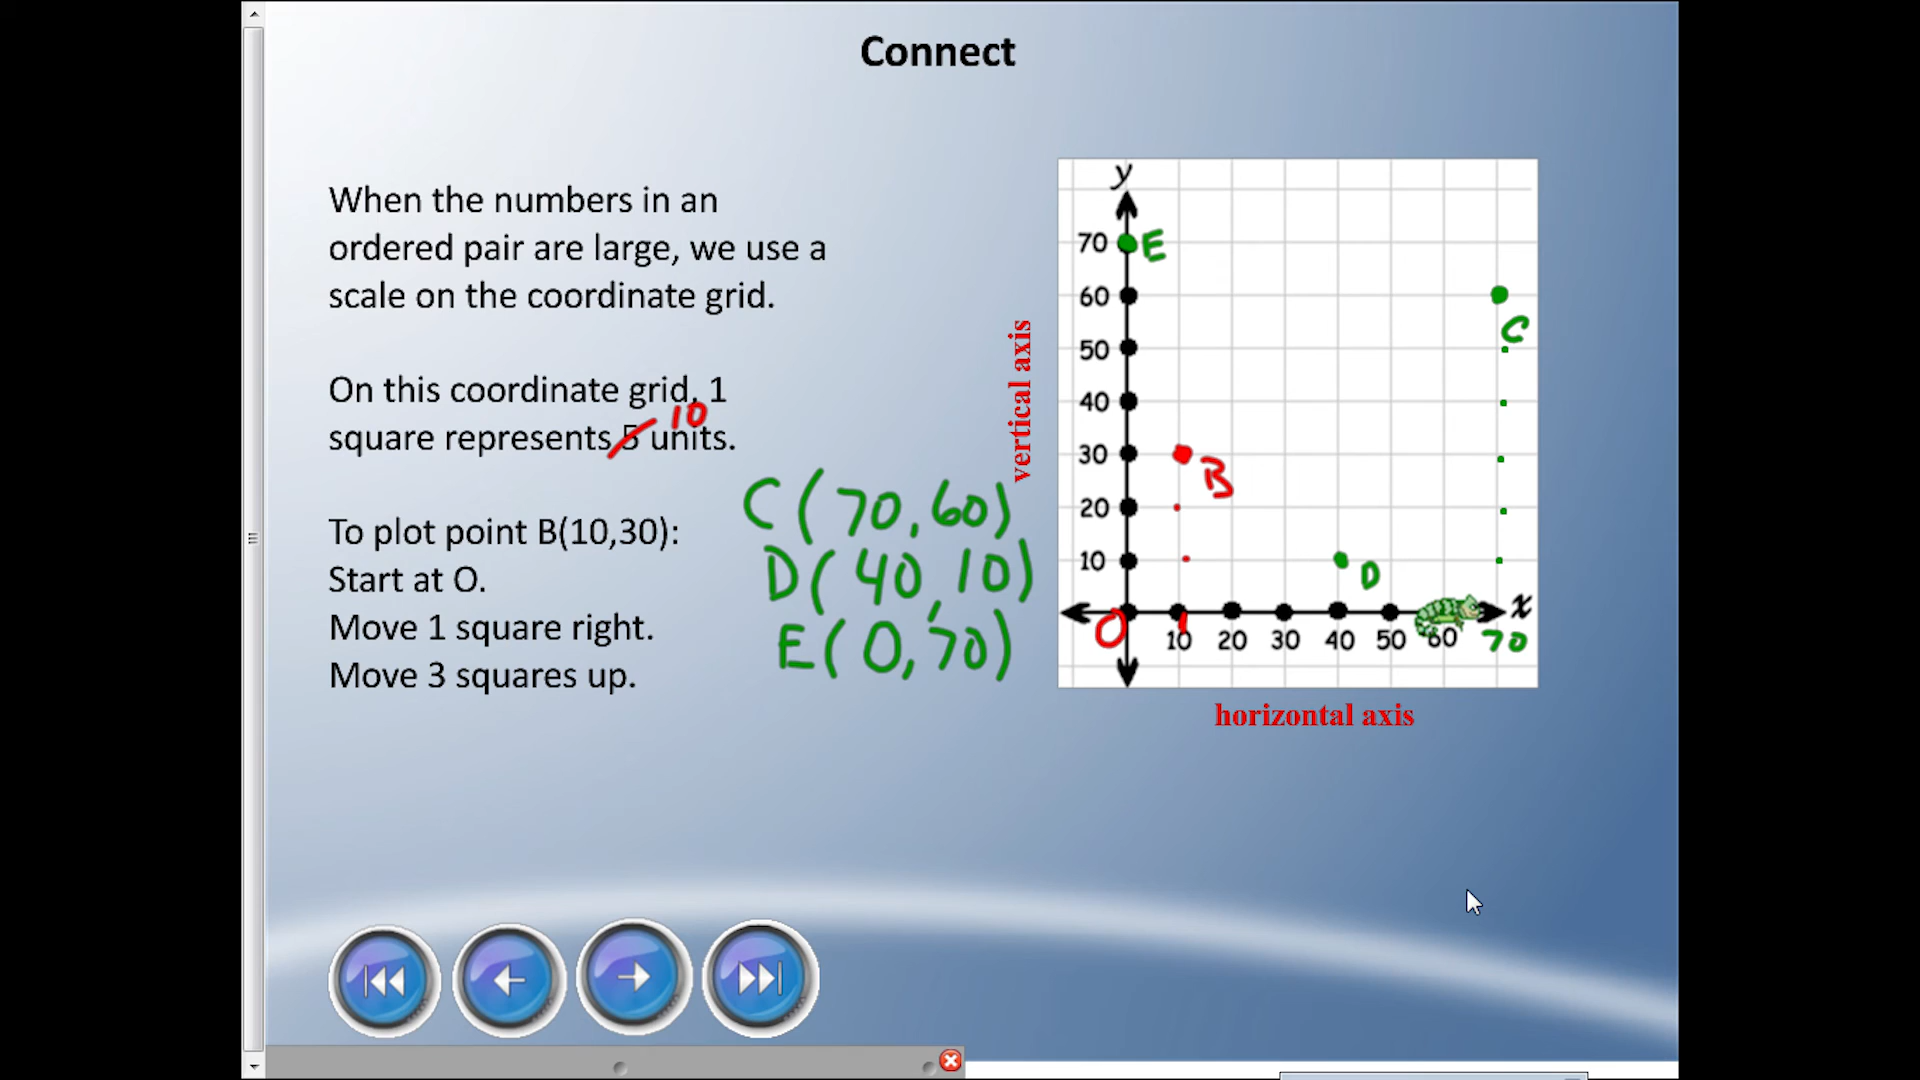 Connect
When the numbers in an
ordered pair are large, we use a
scale on the coordinate grid.
On this coordinate grid, 1
square represents 5 units.
10
To plot point B(10,30):
Start at O.
Move 1 square right.
Move 3 squares up.
C(70,60)
D(40,10)
E(0,70)
vertical axis
y
70 E
60
C
50
40
30
B
20
10
D
x
O
10 20 30 40 50 60 70
horizontal axis